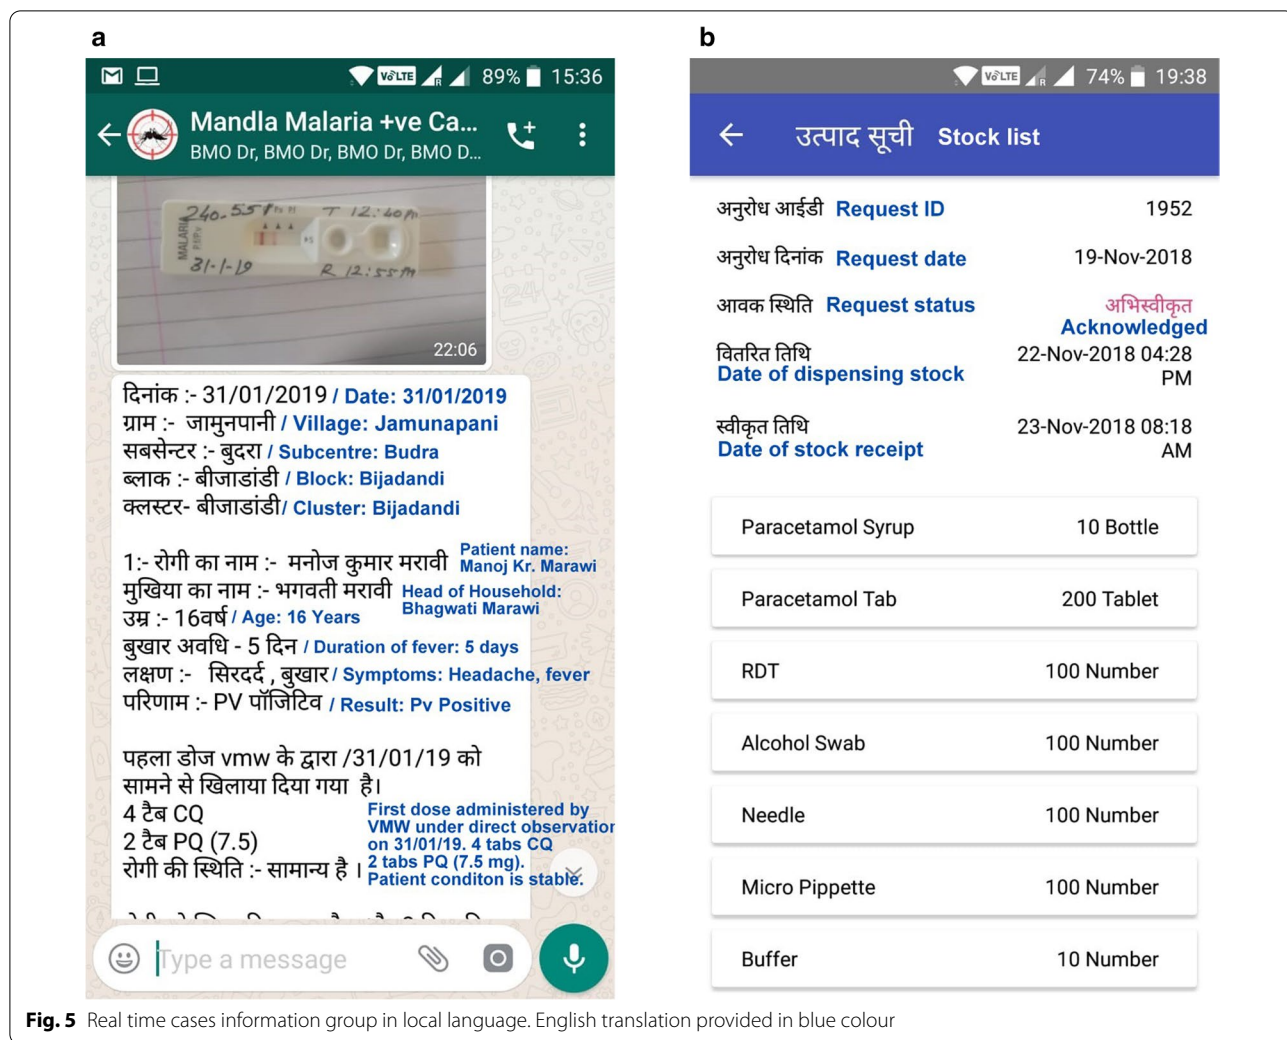 a
89% 15:36
Mandla Malaria +ve Ca...
BMO Dr, BMO Dr, BMO Dr, BMO D...
240-551 T 12:40 Pm
MALARIA
31-1-19 R 12:55 Pm
22:06
दिनांक :- 31/01/2019 / Date: 31/01/2019
ग्राम :- जामुनपानी / Village: Jamunapani
सबसेन्टर :- बुदरा / Subcentre: Budra
ब्लाक :- बीजाडांडी / Block: Bijadandi
क्लस्टर- बीजाडांडी/ Cluster: Bijadandi
1:- रोगी का नाम :- मनोज कुमार मरावी Patient name:
Manoj Kr. Marawi
मुखिया का नाम :- भगवती मरावी Head of Household:
Bhagwati Marawi
उम्र :- 16वर्ष / Age: 16 Years
बुखार अवधि - 5 दिन / Duration of fever: 5 days
लक्षण :- सिरदर्द , बुखार / Symptoms: Headache, fever
परिणाम :- PV पॉजिटिव / Result: Pv Positive
पहला डोज vmw के द्वारा /31/01/19 को
सामने से खिलाया दिया गया है।
4 टैब CQ
2 टैब PQ (7.5)
रोगी की स्थिति :- सामान्य है ।
First dose administered by
VMW under direct observation
on 31/01/19. 4 tabs CQ
2 tabs PQ (7.5 mg).
Patient conditon is stable.
Type a message
b
VoLTE R 74% 19:38
उत्पाद सूची Stock list
अनुरोध आईडी Request ID 1952
अनुरोध दिनांक Request date 19-Nov-2018
आवक स्थिति Request status अभिस्वीकृत
Acknowledged
वितरित तिथि 22-Nov-2018 04:28
Date of dispensing stock PM
स्वीकृत तिथि 23-Nov-2018 08:18
Date of stock receipt AM
Paracetamol Syrup 10 Bottle
Paracetamol Tab 200 Tablet
RDT 100 Number
Alcohol Swab 100 Number
Needle 100 Number
Micro Pippette 100 Number
Buffer 10 Number
Fig. 5 Real time cases information group in local language. English translation provided in blue colour